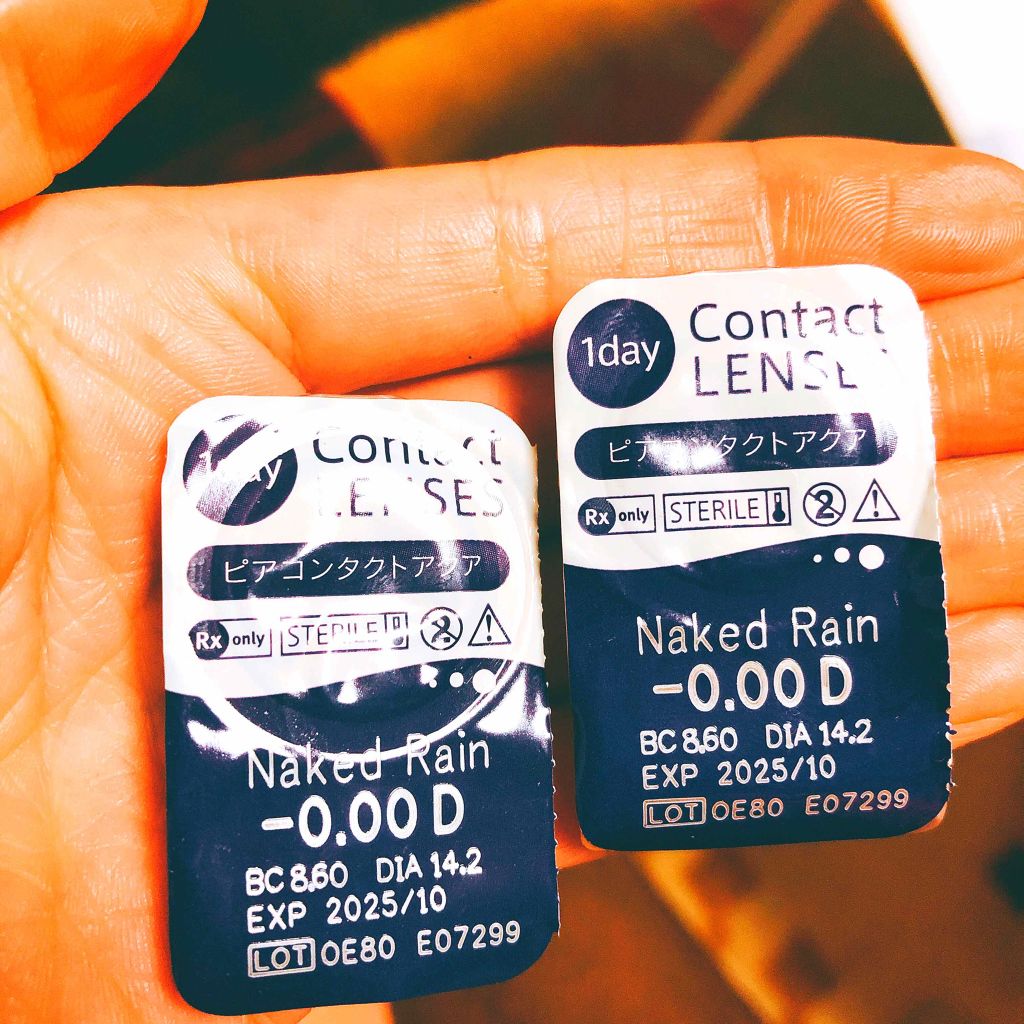 1day
Contact
LENSES
ピアコンタクトアクア
Rx only
STERILE
2
Naked Rain
-0.00 D
BC 8.60 DIA 14.2
EXP 2025/10
LOT 0E80 E07299
1day
Contact
LENSES
ピアコンタクトアクア
Rx only
STERILE
2
Naked Rain
-0.00 D
BC 8.60 DIA 14.2
EXP 2025/10
LOT 0E80 E07299